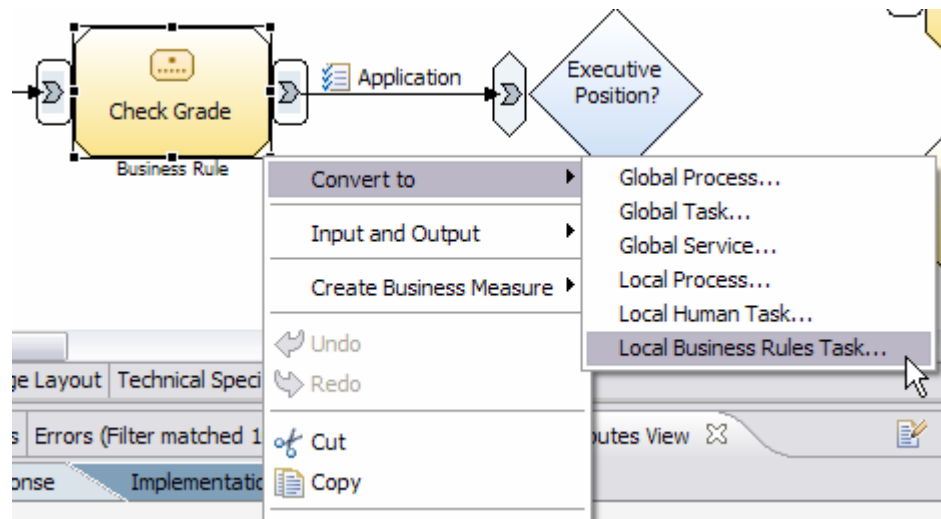 Application
Check Grade
Business Rule
Executive
Position?
Convert to
Input and Output
Create Business Measure
Undo
Redo
Cut
Copy
Global Process...
Global Task...
Global Service...
Local Process...
Local Human Task...
Local Business Rules Task...
ge Layout
Technical Speci
s
Errors (Filter matched 1
butes View
onse
Implementatio